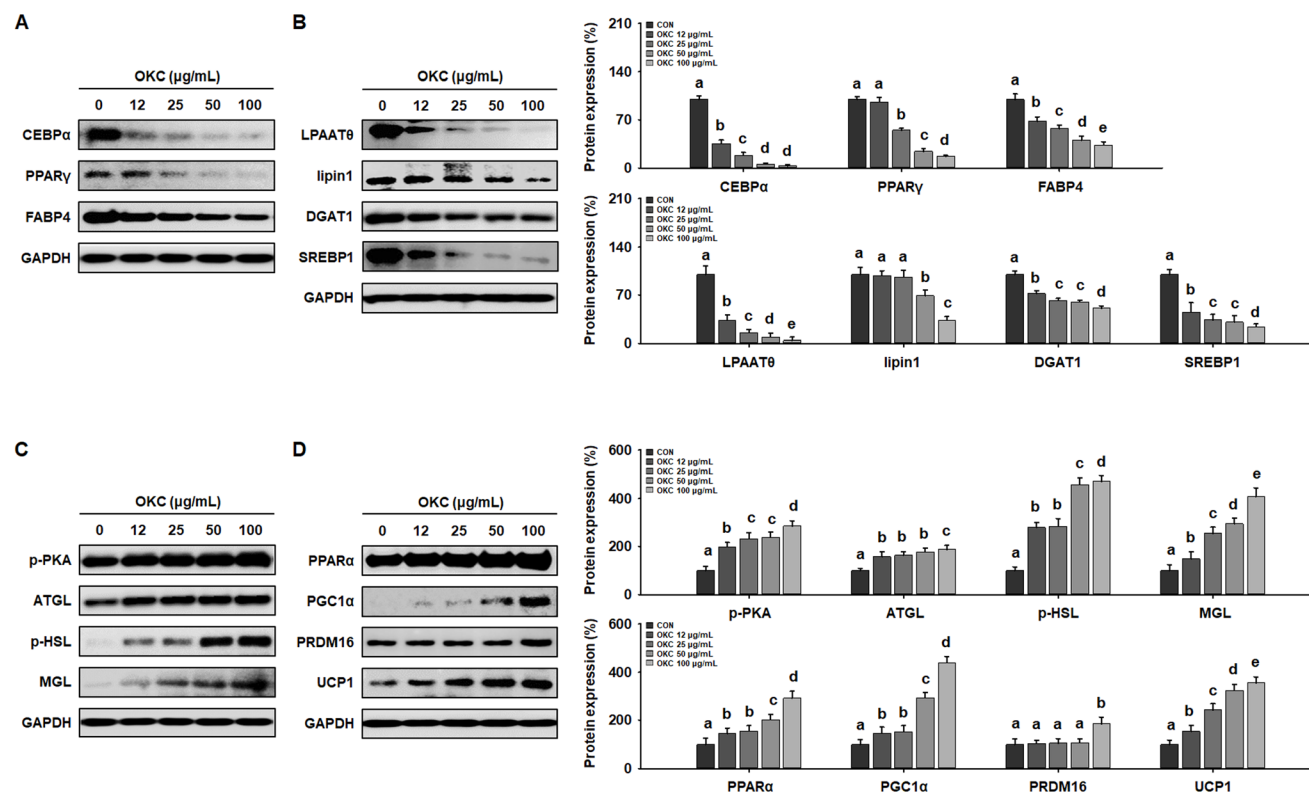 A
OKC (µg/mL)
0 12 25 50 100
CEBPα
PPARγ
FABP4
GAPDH
B
OKC (µg/mL)
0 12 25 50 100
LPAATθ
lipin1
DGAT1
SREBP1
GAPDH
Protein expression (%)
210
140
70
0
CON
OKC 12 µg/mL
OKC 25 µg/mL
OKC 50 µg/mL
OKC 100 µg/mL
a b c d d
a a b c d
a b c d e
CEBPα PPARγ FABP4
Protein expression (%)
210
140
70
0
CON
OKC 12 µg/mL
OKC 25 µg/mL
OKC 50 µg/mL
OKC 100 µg/mL
a b c d e
a a a b c
a b c c d
a b c c d
LPAATθ lipin1 DGAT1 SREBP1
C
OKC (µg/mL)
0 12 25 50 100
p-PKA
ATGL
p-HSL
MGL
GAPDH
D
OKC (µg/mL)
0 12 25 50 100
PPARα
PGC1α
PRDM16
UCP1
GAPDH
Protein expression (%)
600
400
200
0
CON
OKC 12 µg/mL
OKC 25 µg/mL
OKC 50 µg/mL
OKC 100 µg/mL
a b c c d
a b b b c
a b b c d
a b c d e
p-PKA ATGL p-HSL MGL
Protein expression (%)
600
400
200
0
CON
OKC 12 µg/mL
OKC 25 µg/mL
OKC 50 µg/mL
OKC 100 µg/mL
a b b c d
a b b c d
a a a a b
a b c d e
PPARα PGC1α PRDM16 UCP1